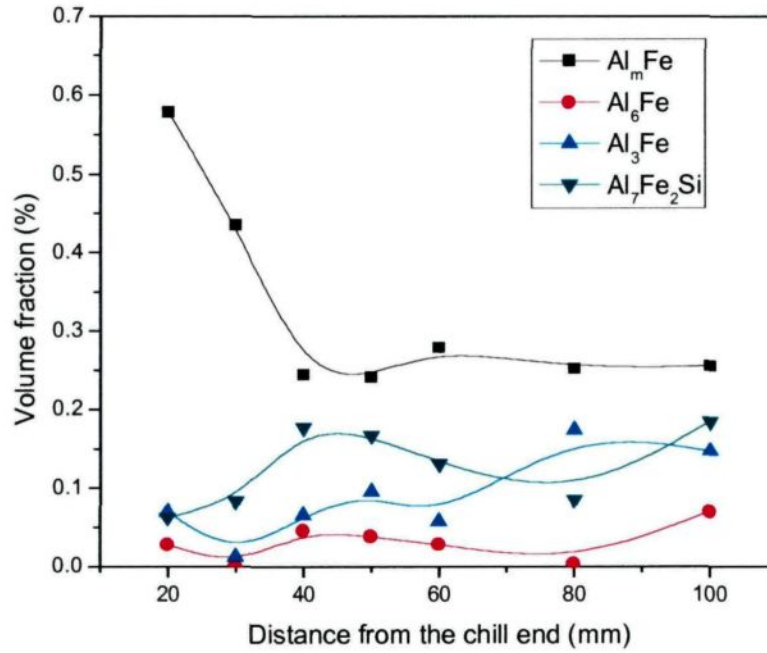 0.7
0.6
0.5
0.4
0.3
0.2
0.1
0.0
Volume fraction (%)
AlₘFe
Al₆Fe
Al₃Fe
Al₇Fe₂Si
20 40 60 80 100
Distance from the chill end (mm)